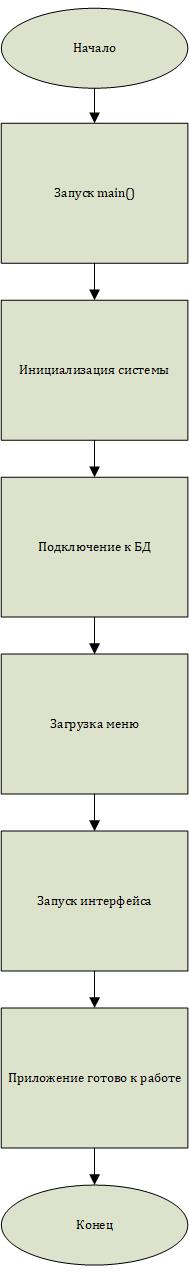 Начало
Запуск main()
Инициализация системы
Подключение к БД
Загрузка меню
Запуск интерфейса
Приложение готово к работе
Конец